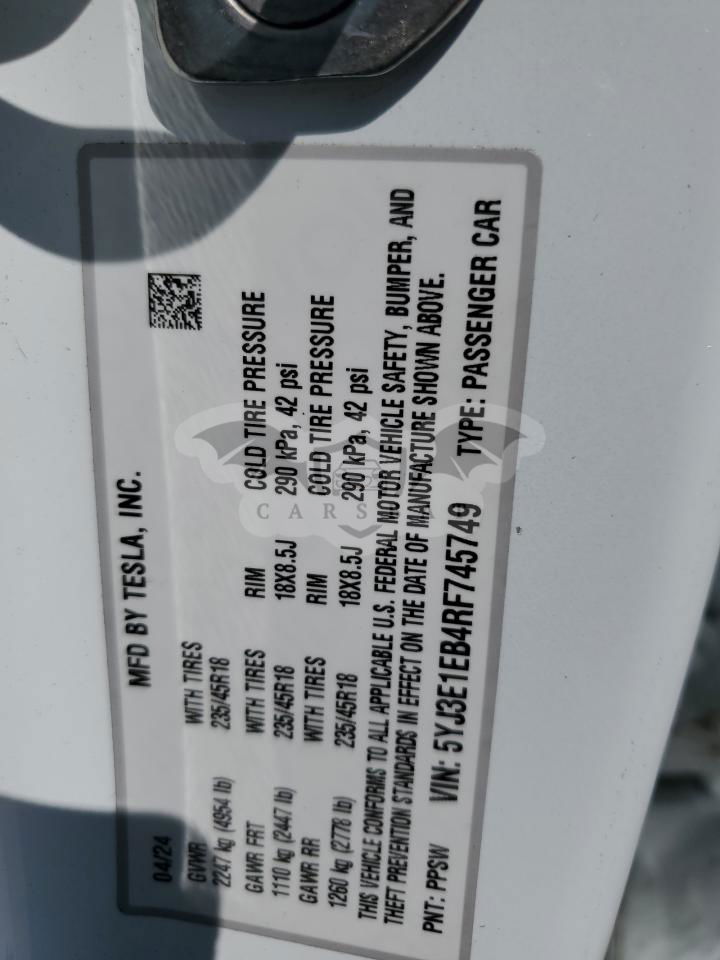 MFD BY TESLA, INC.
04/24
GVWR WITH TIRES
2247 kg (4954 lb) 235/45R18
GAWR FRT WITH TIRES RIM COLD TIRE PRESSURE
1110 kg (2447 lb) 235/45R18 18X8.5J 290 kPa, 42 psi
GAWR RR WITH TIRES RIM COLD TIRE PRESSURE
1260 kg (2778 lb) 235/45R18 18X8.5J 290 kPa, 42 psi
THIS VEHICLE CONFORMS TO ALL APPLICABLE U.S. FEDERAL MOTOR VEHICLE SAFETY, BUMPER, AND
THEFT PREVENTION STANDARDS IN EFFECT ON THE DATE OF MANUFACTURE SHOWN ABOVE.
PNT: PPSW VIN: 5YJ3E1EB4RF745749 TYPE: PASSENGER CAR